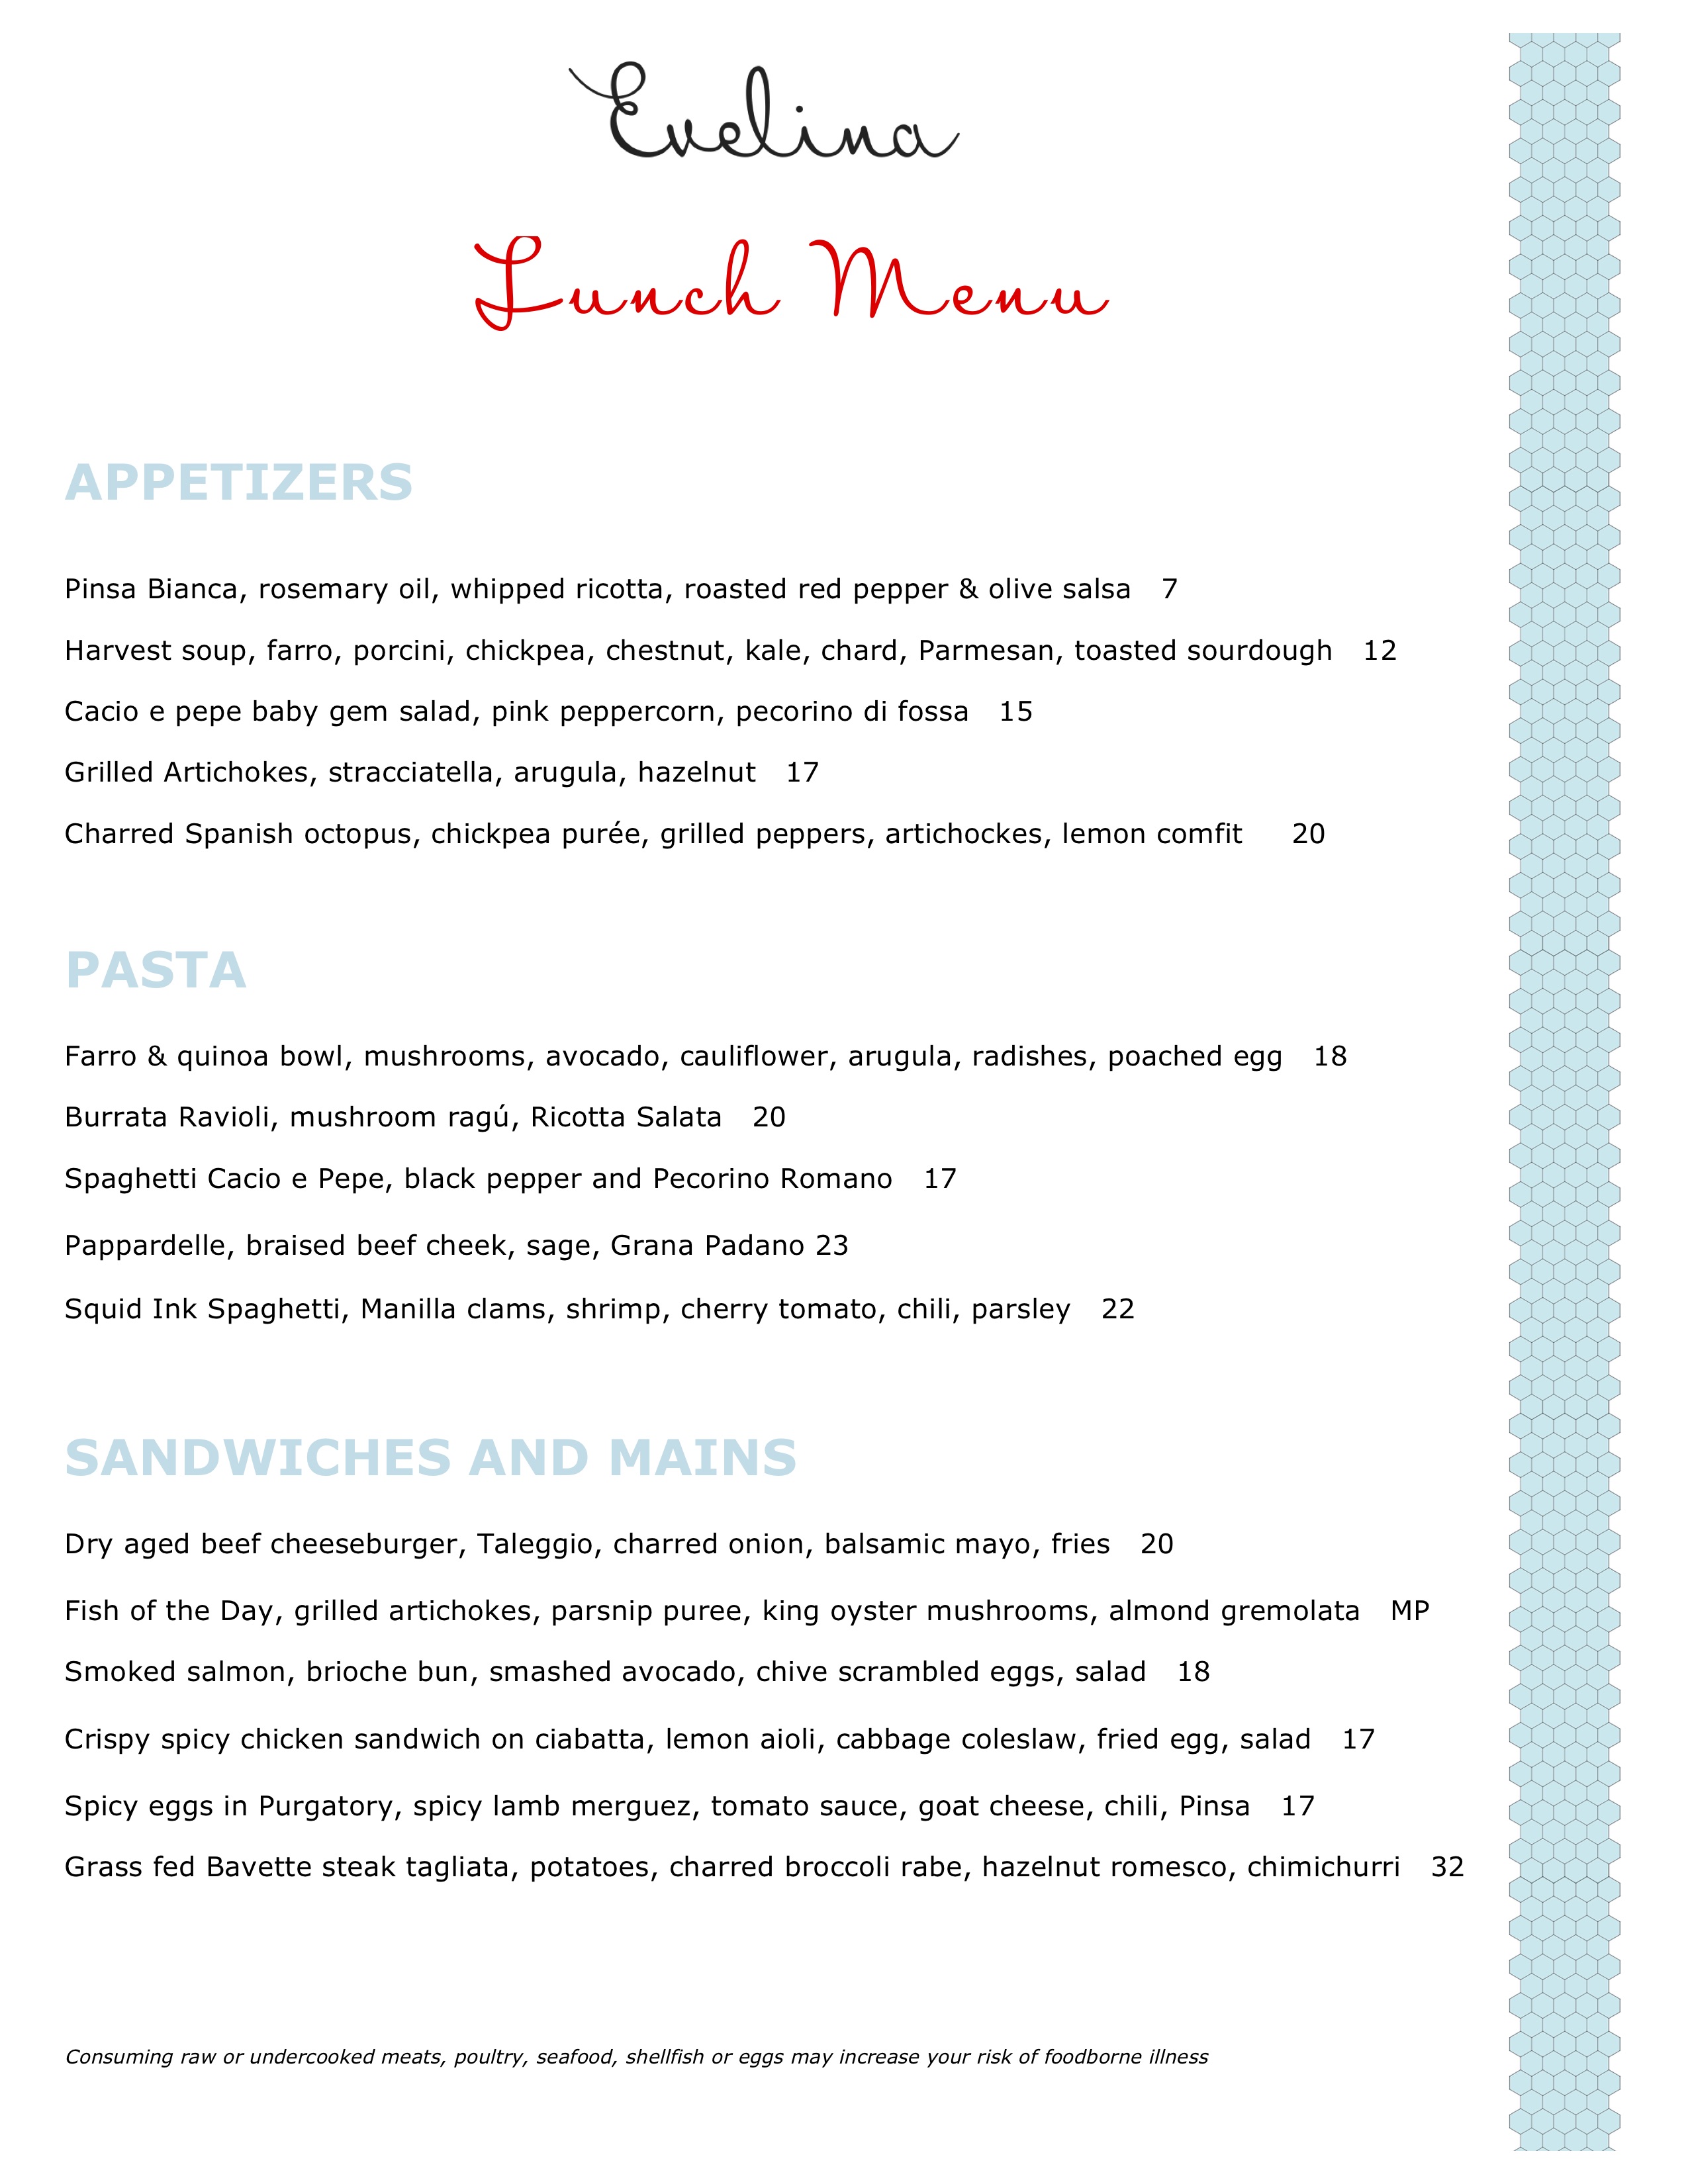 Evelina
Lunch Menu
APPETIZERS
Pinsa Bianca, rosemary oil, whipped ricotta, roasted red pepper & olive salsa 7
Harvest soup, farro, porcini, chickpea, chestnut, kale, chard, Parmesan, toasted sourdough 12
Cacio e pepe baby gem salad, pink peppercorn, pecorino di fossa 15
Grilled Artichokes, stracciatella, arugula, hazelnut 17
Charred Spanish octopus, chickpea purée, grilled peppers, artichockes, lemon comfit 20
PASTA
Farro & quinoa bowl, mushrooms, avocado, cauliflower, arugula, radishes, poached egg 18
Burrata Ravioli, mushroom ragú, Ricotta Salata 20
Spaghetti Cacio e Pepe, black pepper and Pecorino Romano 17
Pappardelle, braised beef cheek, sage, Grana Padano 23
Squid Ink Spaghetti, Manilla clams, shrimp, cherry tomato, chili, parsley 22
SANDWICHES AND MAINS
Dry aged beef cheeseburger, Taleggio, charred onion, balsamic mayo, fries 20
Fish of the Day, grilled artichokes, parsnip puree, king oyster mushrooms, almond gremolata MP
Smoked salmon, brioche bun, smashed avocado, chive scrambled eggs, salad 18
Crispy spicy chicken sandwich on ciabatta, lemon aioli, cabbage coleslaw, fried egg, salad 17
Spicy eggs in Purgatory, spicy lamb merguez, tomato sauce, goat cheese, chili, Pinsa 17
Grass fed Bavette steak tagliata, potatoes, charred broccoli rabe, hazelnut romesco, chimichurri 32
Consuming raw or undercooked meats, poultry, seafood, shellfish or eggs may increase your risk of foodborne illness